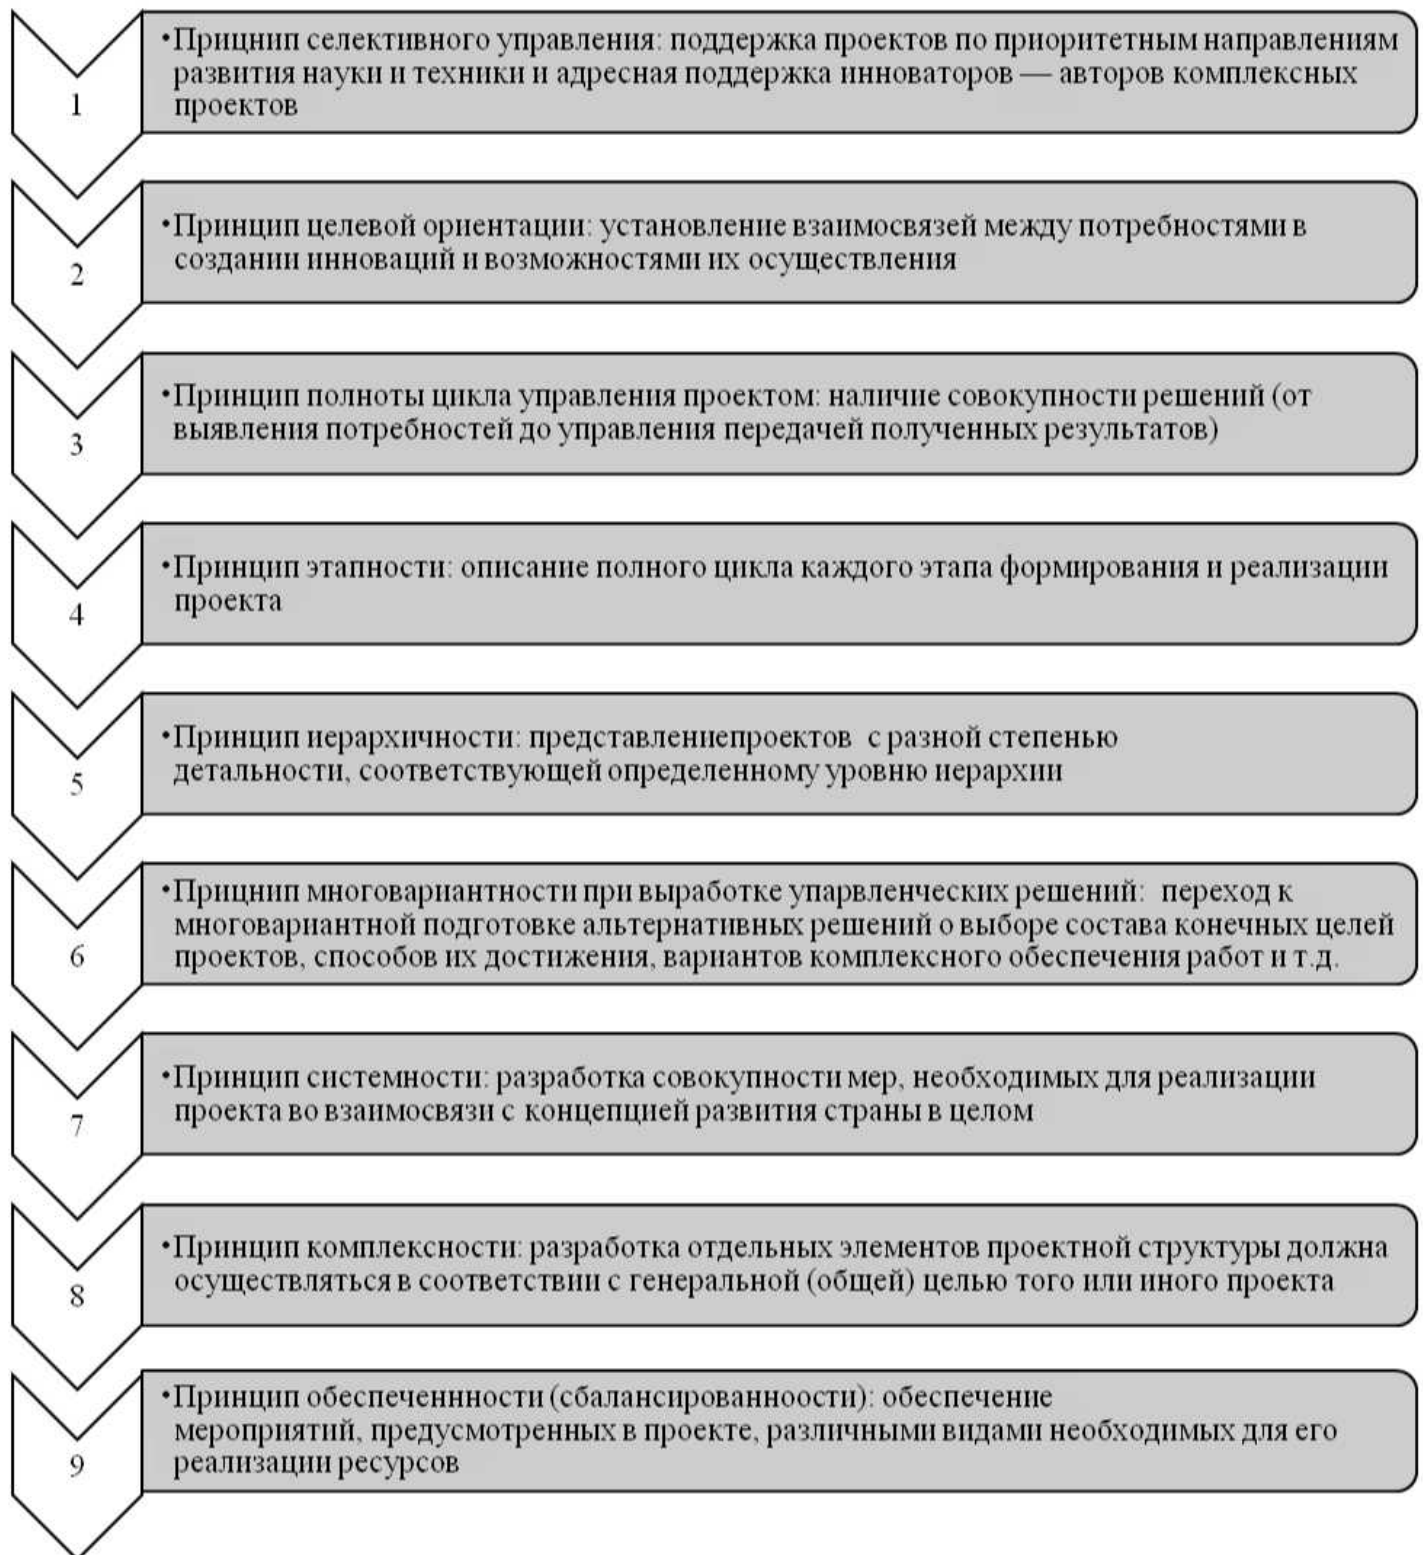 1
•Прицнип селективного управления: поддержка проектов по приоритетным направлениям
развития науки и техники и адресная поддержка инноваторов — авторов комплексных
проектов
2
•Принцип целевой ориентации: установление взаимосвязей между потребностями в
создании инноваций и возможностями их осуществления
3
•Принцип полноты цикла управления проектом: наличие совокупности решений (от
выявления потребностей до управления передачей полученных результатов)
4
•Принцип этапности: описание полного цикла каждого этапа формирования и реализации
проекта
5
•Принцип иерархичности: представлениепроектов с разной степенью
детальности, соответствующей определенному уровню иерархии
6
•Прицнип многовариантности при выработке упарвленческих решений: переход к
многовариантной подготовке альтернативных решений о выборе состава конечных целей
проектов, способов их достижения, вариантов комплексного обеспечения работ и т.д.
7
•Принцип системности: разработка совокупности мер, необходимых для реализации
проекта во взаимосвязи с концепцией развития страны в целом
8
•Принцип комплексности: разработка отдельных элементов проектной структуры должна
осуществляться в соответствии с генеральной (общей) целью того или иного проекта
9
•Принцип обеспеченнности (сбалансированноости): обеспечение
мероприятий, предусмотренных в проекте, различными видами необходимых для его
реализации ресурсов